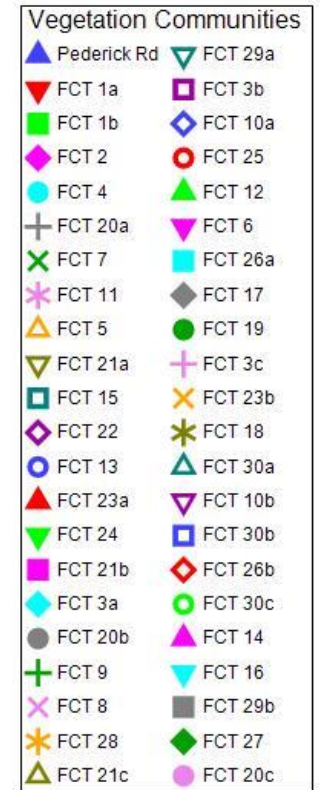 Vegetation Communities
Pederick Rd FCT 29a
FCT 1a FCT 3b
FCT 1b FCT 10a
FCT 2 FCT 25
FCT 4 FCT 12
FCT 20a FCT 6
FCT 7 FCT 26a
FCT 11 FCT 17
FCT 5 FCT 19
FCT 21a FCT 3c
FCT 15 FCT 23b
FCT 22 FCT 18
FCT 13 FCT 30a
FCT 23a FCT 10b
FCT 24 FCT 30b
FCT 21b FCT 26b
FCT 3a FCT 30c
FCT 20b FCT 14
FCT 9 FCT 16
FCT 8 FCT 29b
FCT 28 FCT 27
FCT 21c FCT 20c